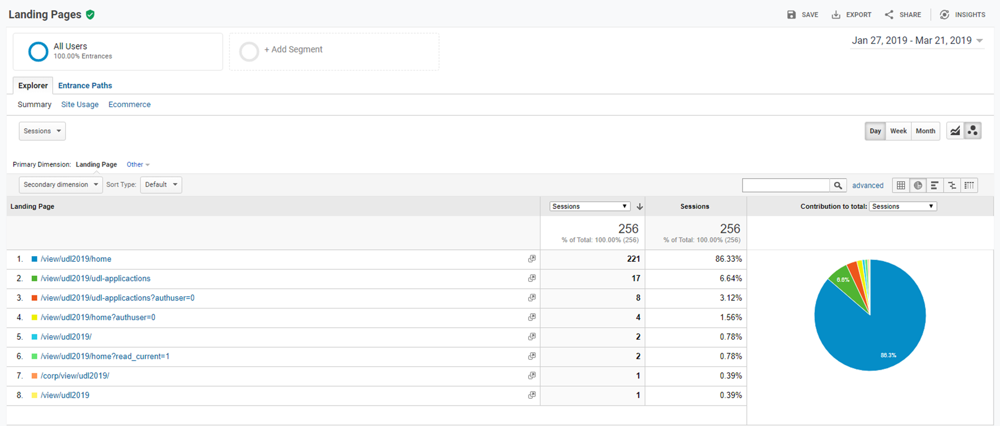 Landing Pages
SAVE EXPORT SHARE INSIGHTS
All Users
100.00% Entrances
+ Add Segment
Jan 27, 2019 - Mar 21, 2019
Explorer Entrance Paths
Summary Site Usage Ecommerce
Sessions
Day Week Month
Primary Dimension: Landing Page Other
Secondary dimension Sort Type: Default
advanced
Landing Page Sessions Sessions Contribution to total: Sessions
256 256
% of Total: 100.00% (256) % of Total: 100.00% (256)
1. /view/udl2019/home 221 86.33%
2. /view/udl2019/udl-applicactions 17 6.64%
3. /view/udl2019/udl-applicactions?authuser=0 8 3.12%
4. /view/udl2019/home?authuser=0 4 1.56%
5. /view/udl2019/ 2 0.78%
6. /view/udl2019/home?read_current=1 2 0.78%
7. /corp/view/udl2019/ 1 0.39%
8. /view/udl2019 1 0.39%
6.6%
86.3%